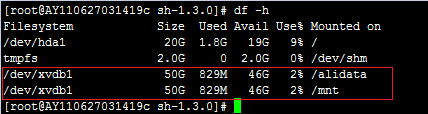 [root@AY110627031419c sh-1.3.0]# df -h
Filesystem Size Used Avail Use% Mounted on
/dev/hda1 20G 1.8G 19G 9% /
tmpfs 2.0G 0 2.0G 0% /dev/shm
/dev/xvdb1 50G 829M 46G 2% /alidata
/dev/xvdb1 50G 829M 46G 2% /mnt
[root@AY110627031419c sh-1.3.0]#